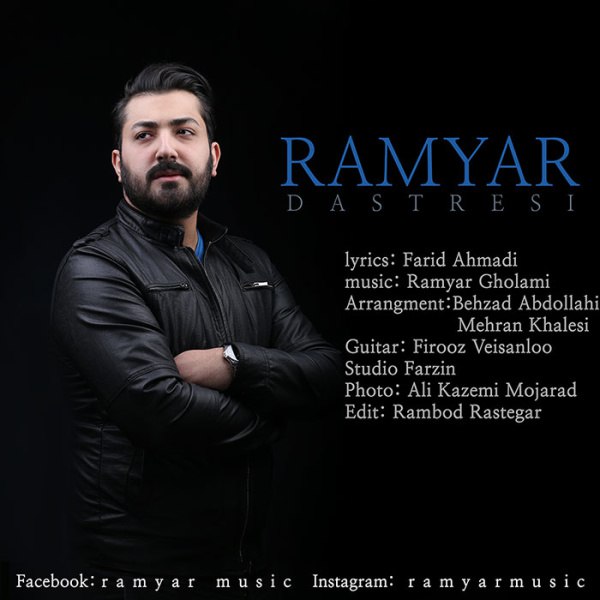 RAMYAR
DASTRESI
lyrics: Farid Ahmadi
music: Ramyar Gholami
Arrangment:Behzad Abdollahi
Mehran Khalesi
Guitar: Firooz Veisanloo
Studio Farzin
Photo: Ali Kazemi Mojarad
Edit: Rambod Rastegar
Facebook: ramyar music Instagram: ramyarmusic